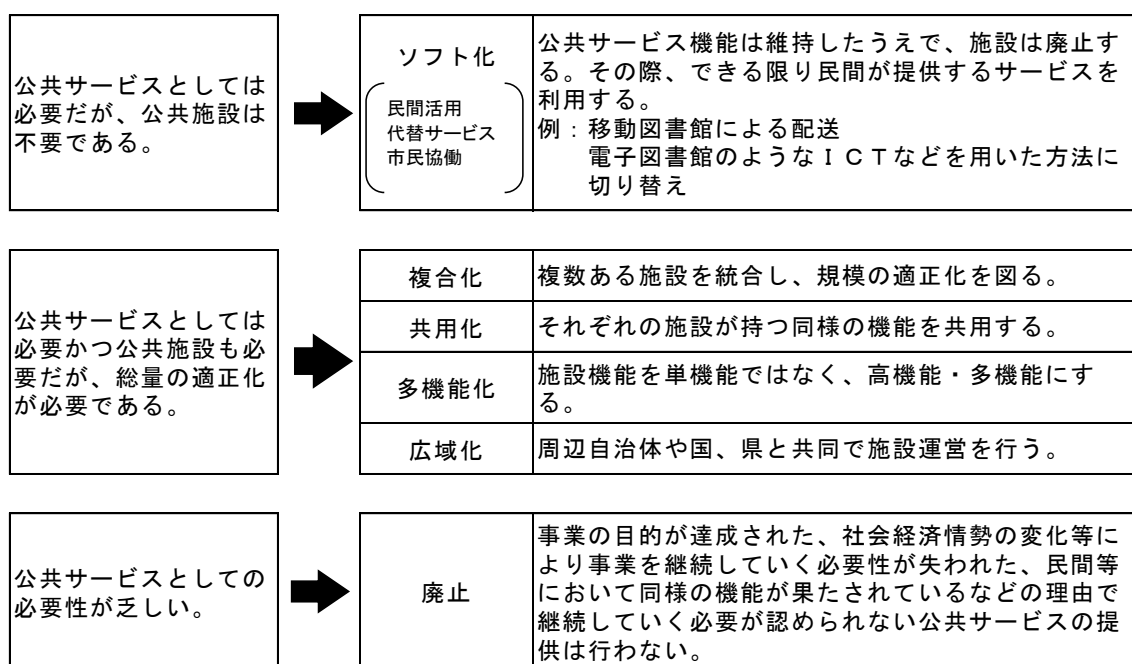 公共サービスとしては
必要だが、公共施設は
不要である。
ソフト化
民間活用
代替サービス
市民協働
公共サービス機能は維持したうえで、施設は廃止す
る。その際、できる限り民間が提供するサービスを
利用する。
例：移動図書館による配送
電子図書館のようなＩＣＴなどを用いた方法に
切り替え
公共サービスとしては
必要かつ公共施設も必
要だが、総量の適正化
が必要である。
複合化
複数ある施設を統合し、規模の適正化を図る。
共用化
それぞれの施設が持つ同様の機能を共用する。
多機能化
施設機能を単機能ではなく、高機能・多機能にす
る。
広域化
周辺自治体や国、県と共同で施設運営を行う。
公共サービスとしての
必要性が乏しい。
廃止
事業の目的が達成された、社会経済情勢の変化等に
より事業を継続していく必要性が失われた、民間等
において同様の機能が果たされているなどの理由で
継続していく必要が認められない公共サービスの提
供は行わない。